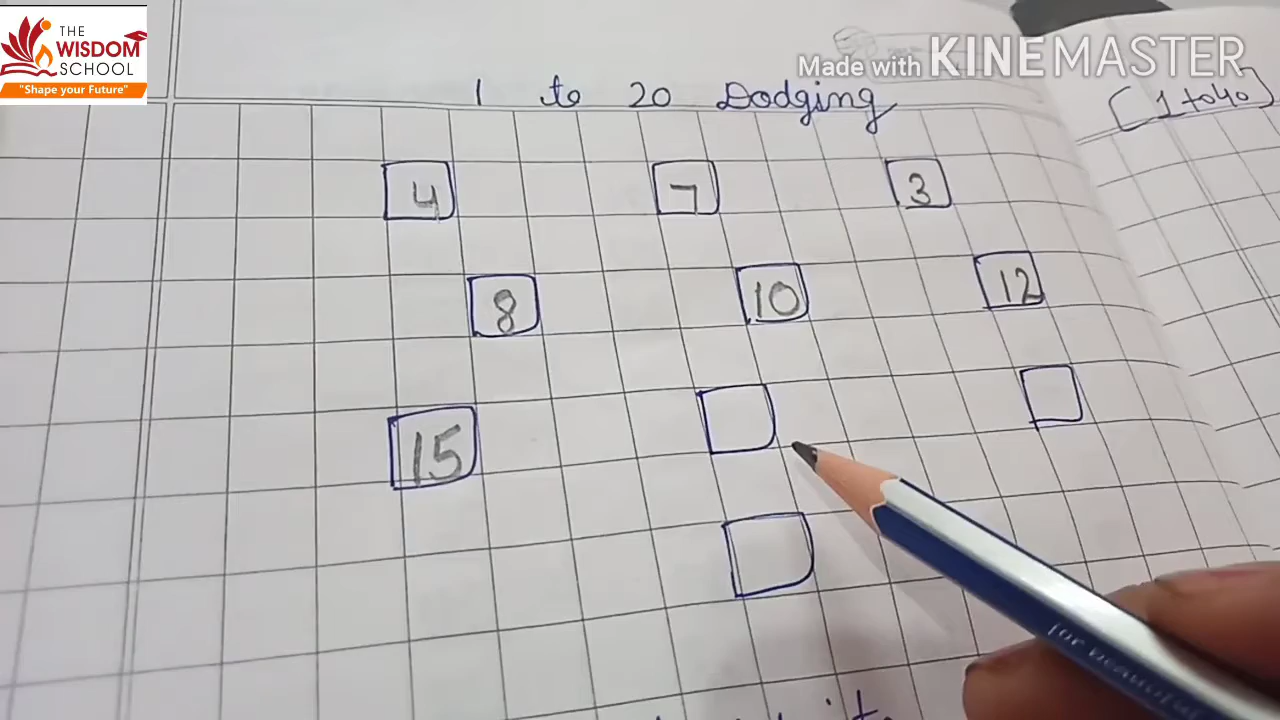 THE
WISDOM
SCHOOL
"Shape your Future"
Made with KINEMASTER
1 to 20 Dodging
[1 to 40]
4 7 3
8 10 12
15